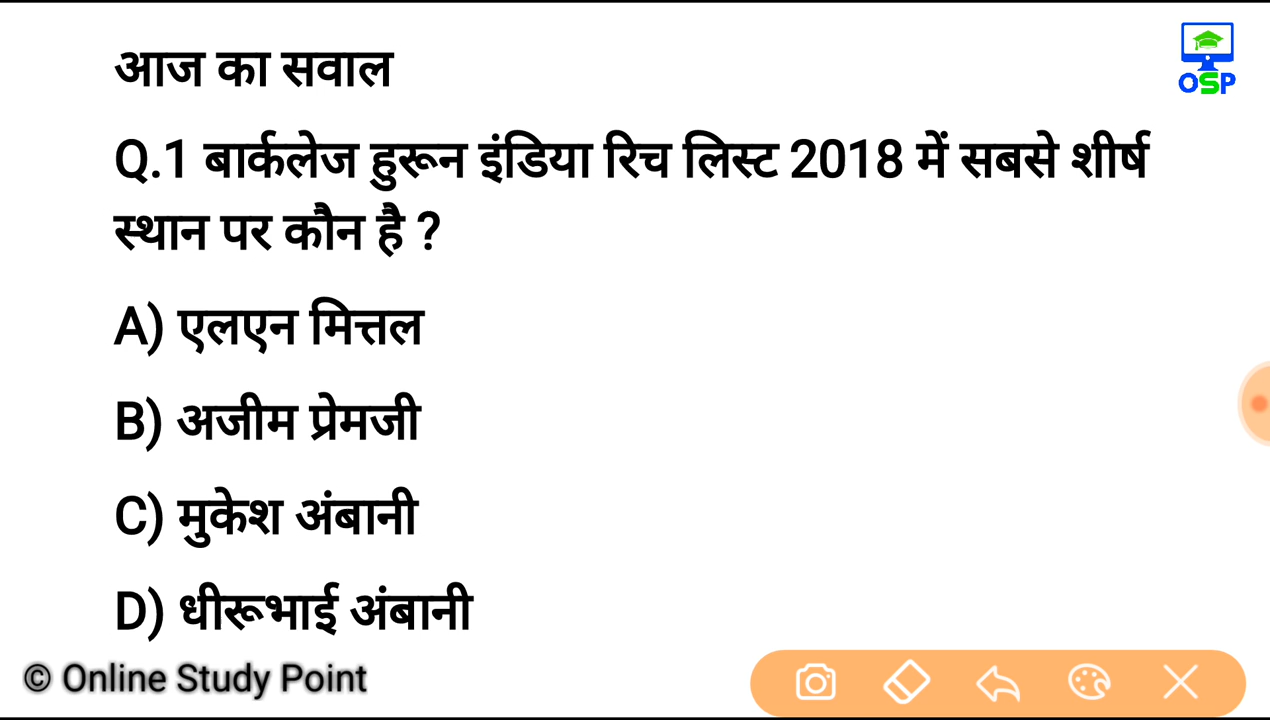 आज का सवाल
OSP
Q.1 बार्कलेज हुरून इंडिया रिच लिस्ट 2018 में सबसे शीर्ष
स्थान पर कौन है ?
A) एलएन मित्तल
B) अजीम प्रेमजी
C) मुकेश अंबानी
D) धीरूभाई अंबानी
© Online Study Point